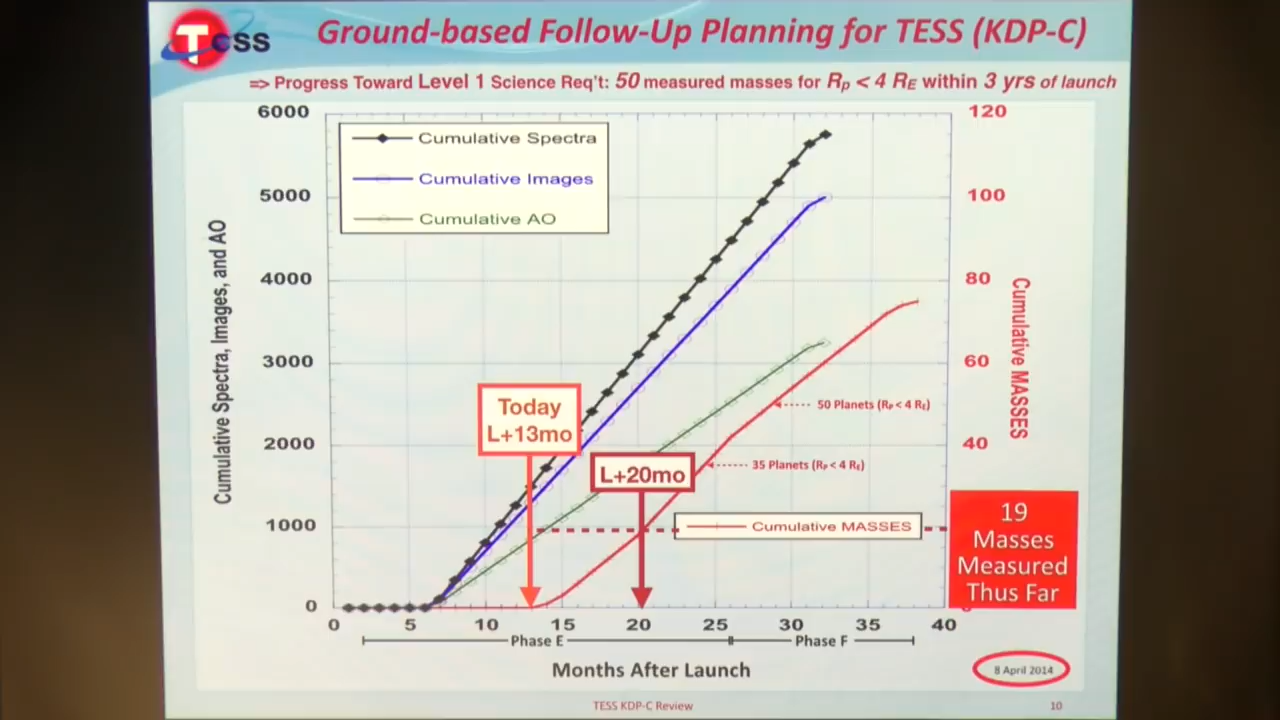 TESS
Ground-based Follow-Up Planning for TESS (KDP-C)
=> Progress Toward Level 1 Science Req't: 50 measured masses for Rp < 4 RE within 3 yrs of launch
Cumulative Spectra
Cumulative Images
Cumulative AO
6000
5000
4000
3000
2000
1000
0
Cumulative Spectra, Images, and AO
120
100
80
60
40
Cumulative MASSES
Today
L+13mo
L+20mo
50 Planets (RP < 4 RE)
35 Planets (RP < 4 RE)
Cumulative MASSES
19
Masses
Measured
Thus Far
0 5 10 15 20 25 30 35 40
Phase E Phase F
Months After Launch
8 April 2014
TESS KDP-C Review
10